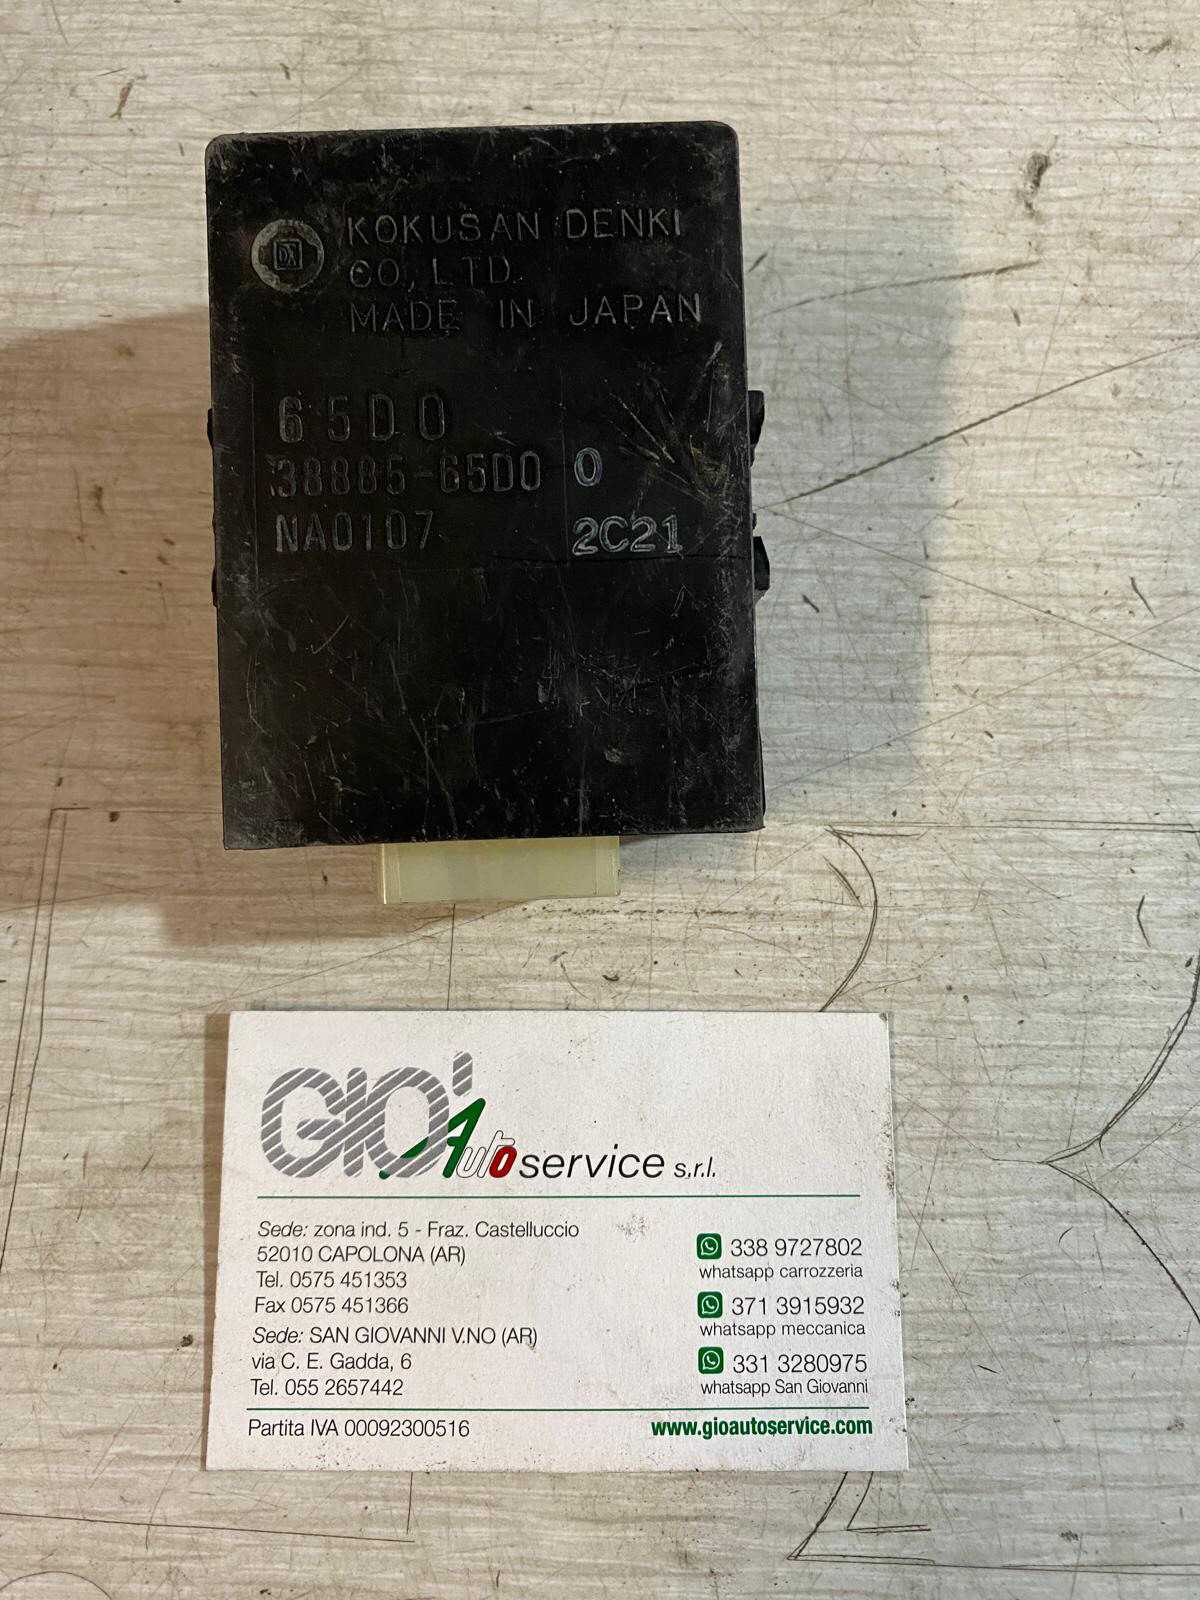 DX
KOKUSAN DENKI
CO., LTD.
MADE IN JAPAN
65D0
38885-65D0 0
NA0107 2C21
GIO' Auto service s.r.l.
Sede: zona ind. 5 - Fraz. Castelluccio
52010 CAPOLONA (AR)
Tel. 0575 451353
Fax 0575 451366
Sede: SAN GIOVANNI V.NO (AR)
via C. E. Gadda, 6
Tel. 055 2657442
338 9727802
whatsapp carrozzeria
371 3915932
whatsapp meccanica
331 3280975
whatsapp San Giovanni
Partita IVA 00092300516
www.gioautoservice.com